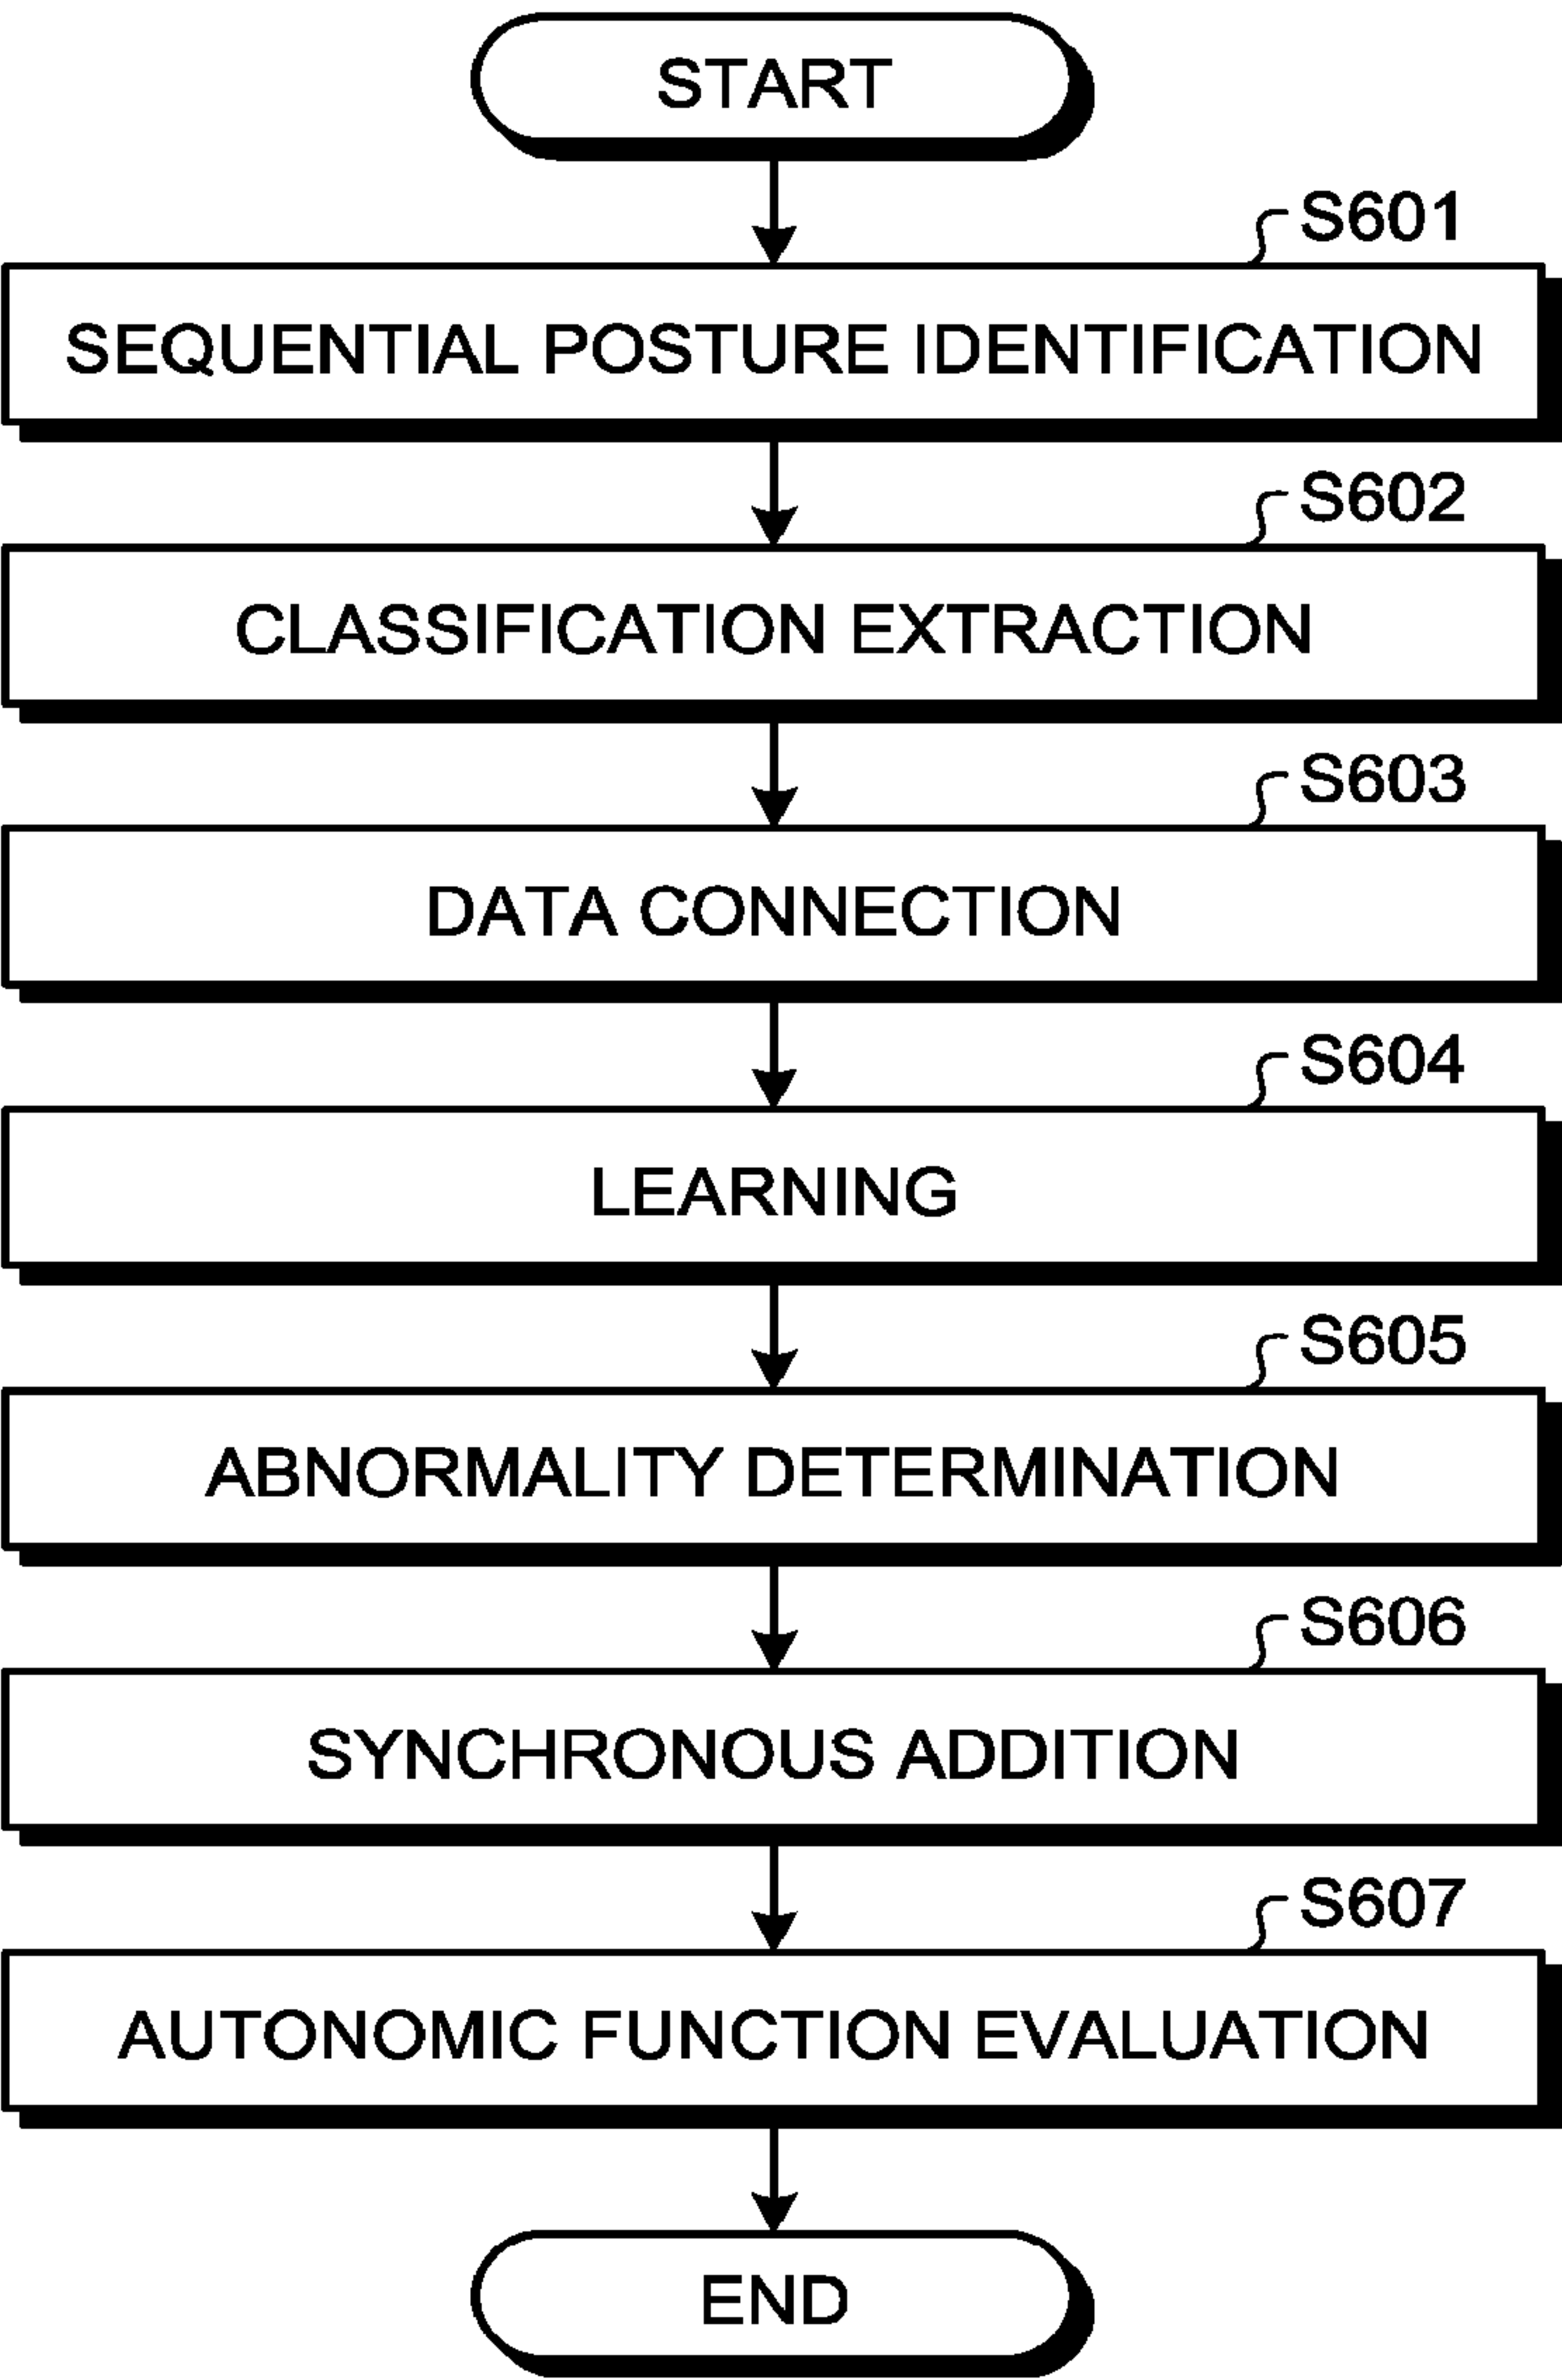 START
S601
SEQUENTIAL POSTURE IDENTIFICATION
S602
CLASSIFICATION EXTRACTION
S603
DATA CONNECTION
S604
LEARNING
S605
ABNORMALITY DETERMINATION
S606
SYNCHRONOUS ADDITION
S607
AUTONOMIC FUNCTION EVALUATION
END